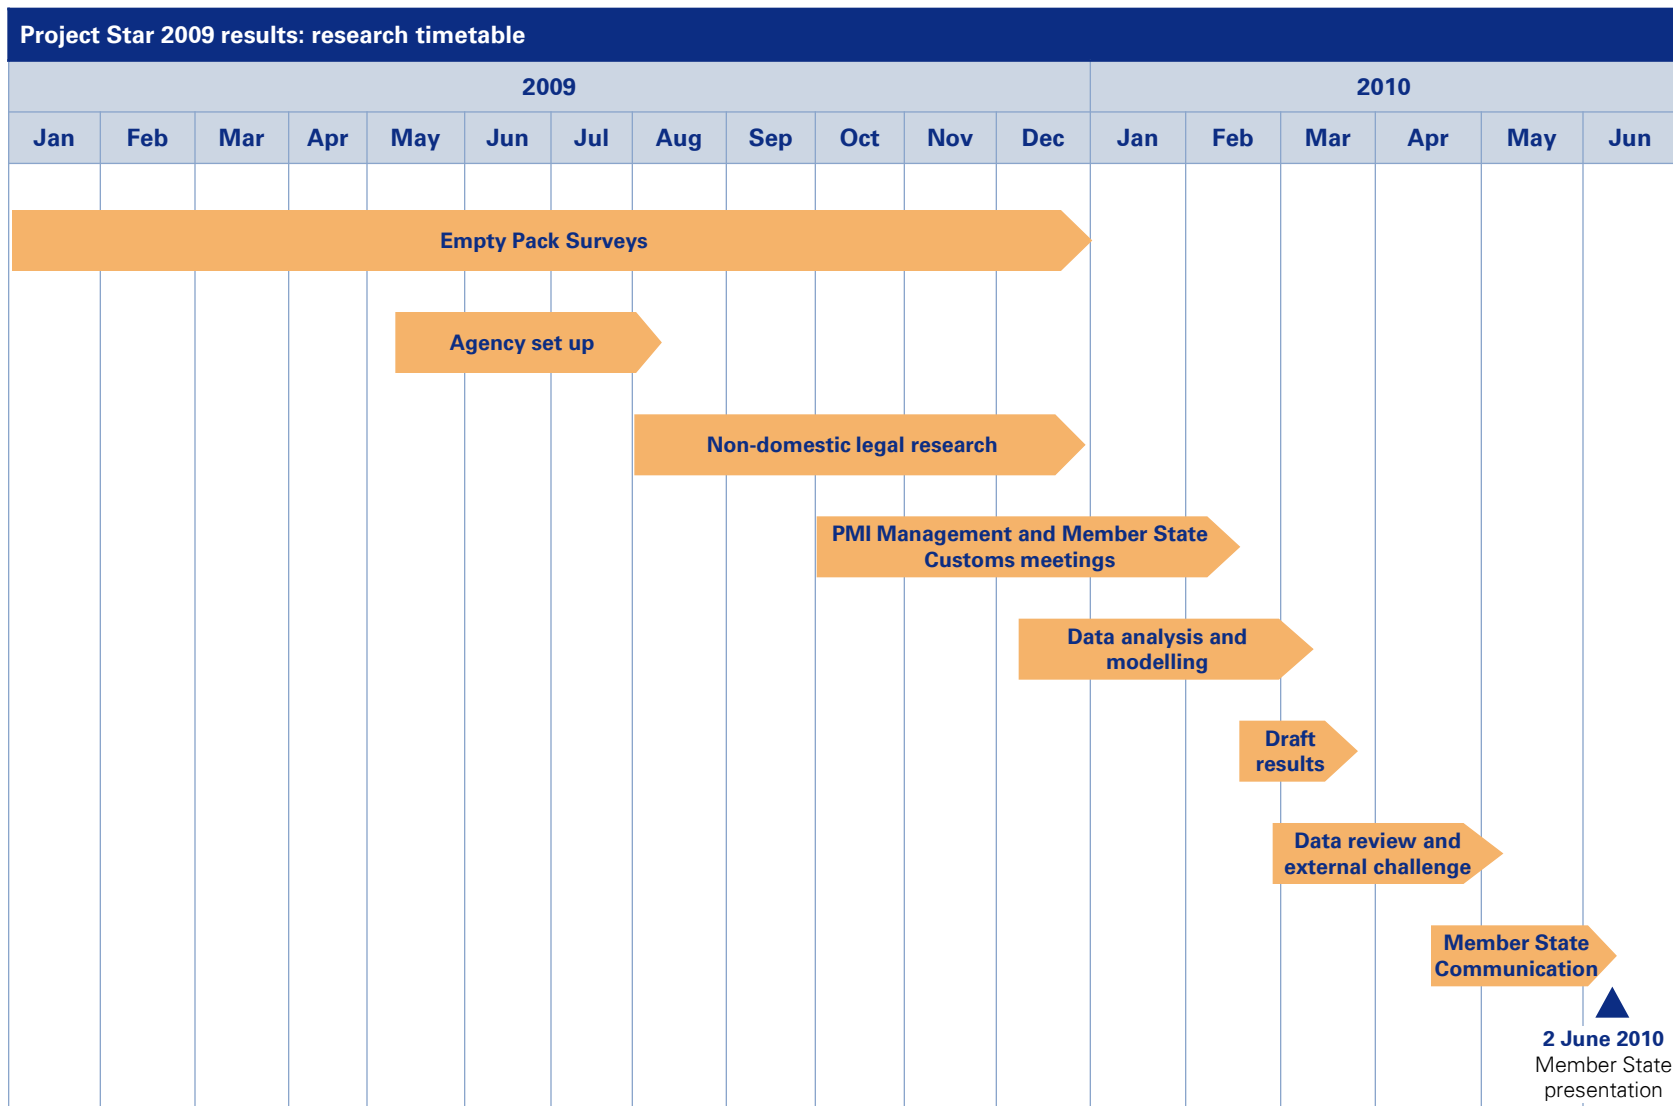 Project Star 2009 results: research timetable
2009 2010
Jan Feb Mar Apr May Jun Jul Aug Sep Oct Nov Dec Jan Feb Mar Apr May Jun
Empty Pack Surveys
Agency set up
Non-domestic legal research
PMI Management and Member State
Customs meetings
Data analysis and
modelling
Draft
results
Data review and
external challenge
Member State
Communication
2 June 2010
Member State
presentation